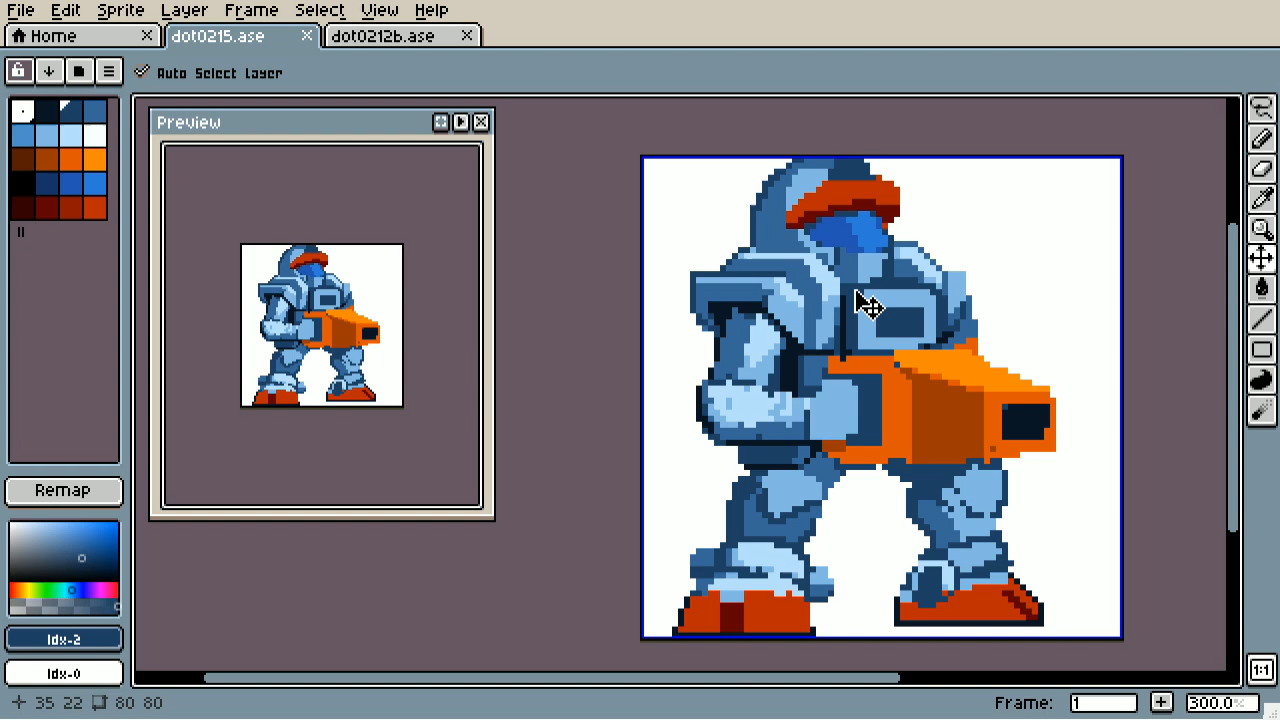 File Edit Sprite Layer Frame Select View Help
Home dot0215.ase dot0212b.ase
Auto Select Layer
Preview
Remap
Idx-2
Idx-0
1:1
35 22 80 80 Frame: 1 300.0%